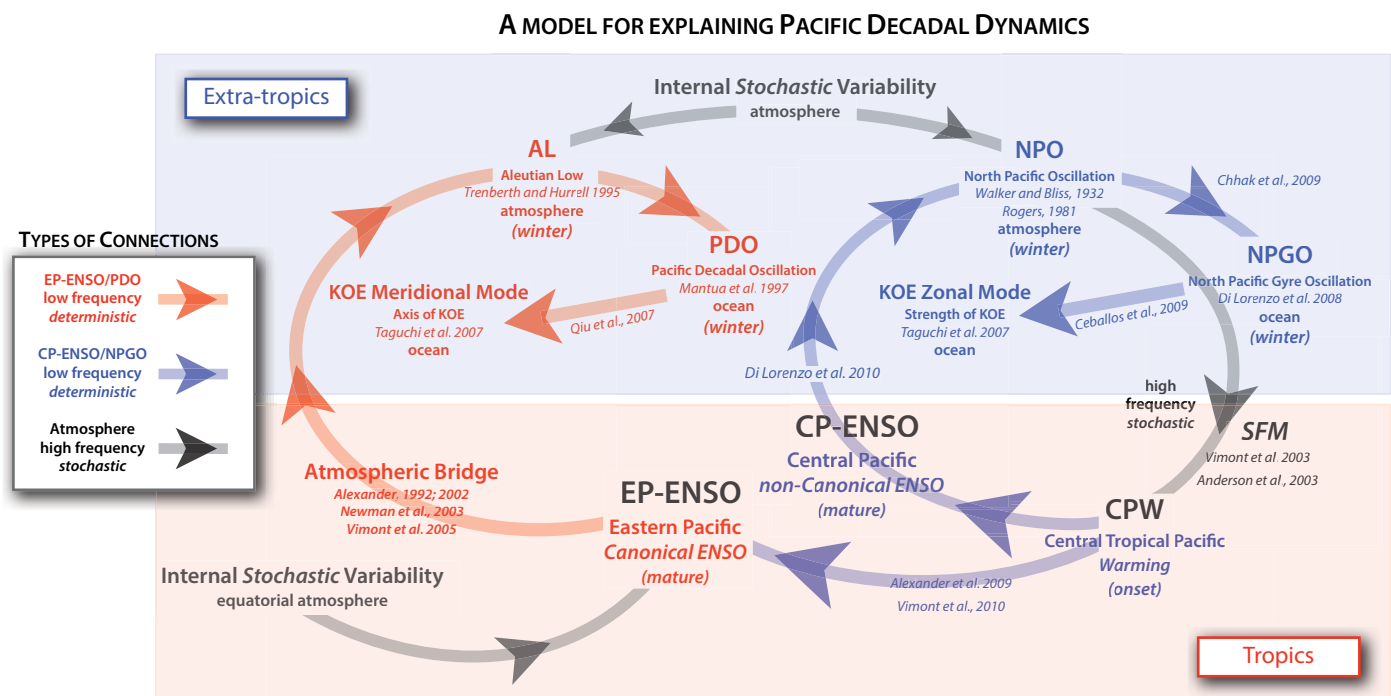 A MODEL FOR EXPLAINING PACIFIC DECADAL DYNAMICS
Extra-tropics
Internal Stochastic Variability
atmosphere
AL
Aleutian Low
Trenberth and Hurrell 1995
atmosphere
(winter)
PDO
Pacific Decadal Oscillation
Mantua et al. 1997
ocean
(winter)
KOE Meridional Mode
Axis of KOE
Taguchi et al. 2007
ocean
Qiu et al., 2007
NPO
North Pacific Oscillation
Walker and Bliss, 1932
Rogers, 1981
atmosphere
(winter)
Chhak et al., 2009
NPGO
North Pacific Gyre Oscillation
Di Lorenzo et al. 2008
ocean
(winter)
KOE Zonal Mode
Strength of KOE
Taguchi et al. 2007
ocean
Ceballos et al., 2009
Di Lorenzo et al. 2010
TYPES OF CONNECTIONS
EP-ENSO/PDO
low frequency
deterministic
CP-ENSO/NPGO
low frequency
deterministic
Atmosphere
high frequency
stochastic
high
frequency
stochastic
SFM
Vimont et al. 2003
Anderson et al., 2003
CP-ENSO
Central Pacific
non-Canonical ENSO
(mature)
Atmospheric Bridge
Alexander, 1992; 2002
Newman et al., 2003
Vimont et al. 2005
EP-ENSO
Eastern Pacific
Canonical ENSO
(mature)
CPW
Central Tropical Pacific
Warming
(onset)
Alexander et al. 2009
Vimont et al., 2010
Internal Stochastic Variability
equatorial atmosphere
Tropics